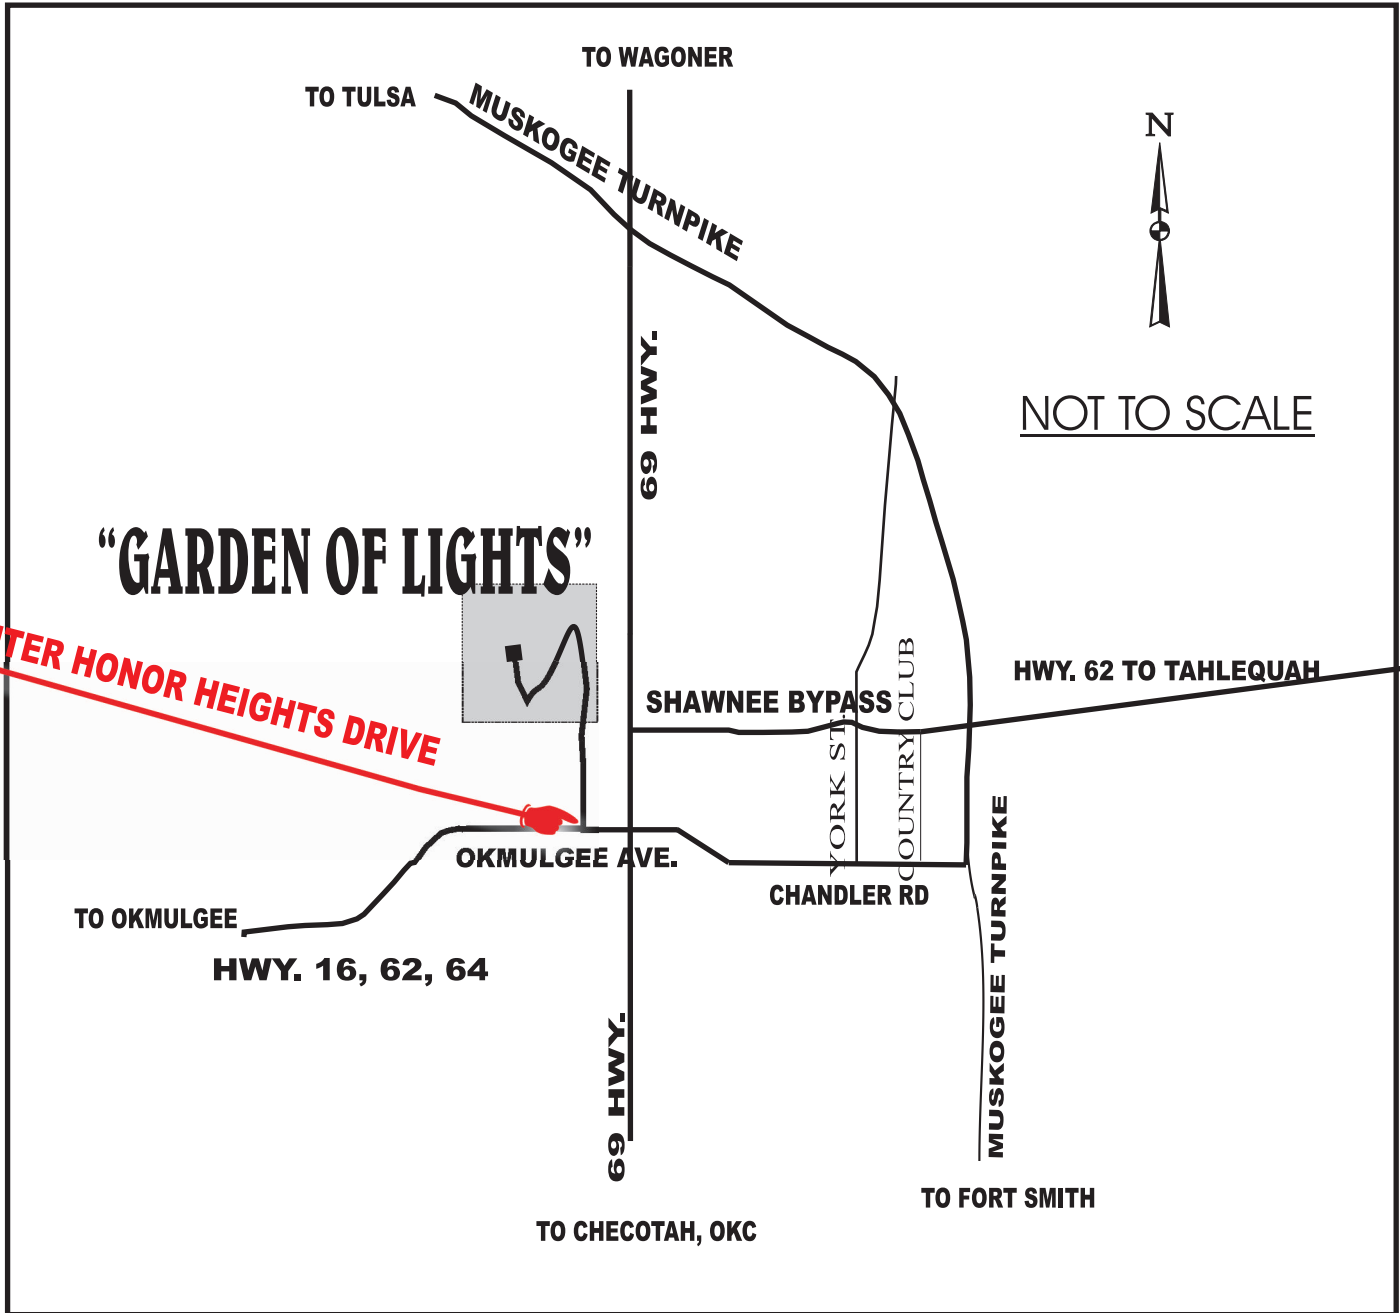 TO WAGONER
TO TULSA
MUSKOGEE TURNPIKE
N
69 HWY.
NOT TO SCALE
“GARDEN OF LIGHTS”
HONOR HEIGHTS DRIVE
HWY. 62 TO TAHLEQUAH
SHAWNEE BYPASS
YORK ST.
COUNTRY CLUB
OKMULGEE AVE.
CHANDLER RD
MUSKOGEE TURNPIKE
TO OKMULGEE
HWY. 16, 62, 64
69 HWY.
TO FORT SMITH
TO CHECOTAH, OKC